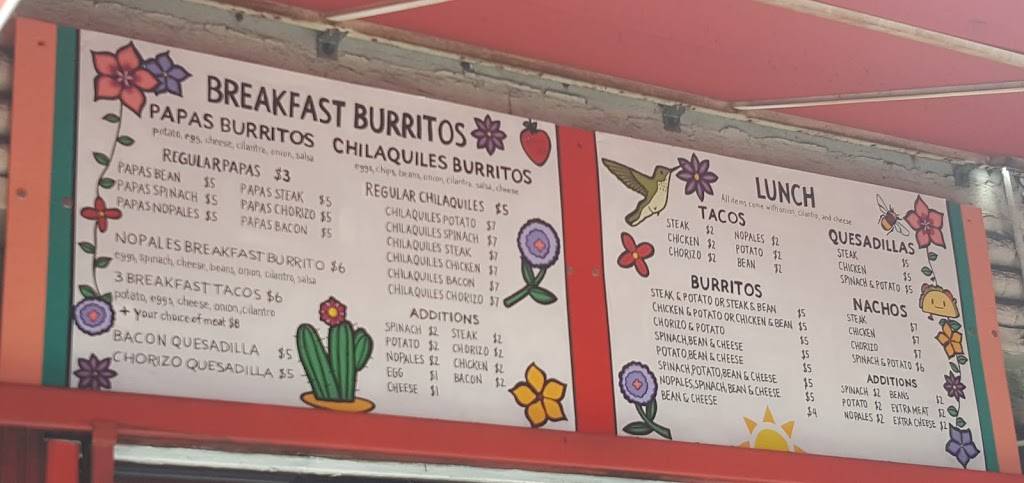 BREAKFAST BURRITOS
PAPAS BURRITOS
potato, egg, cheese, cilantro, onion, salsa
REGULAR PAPAS $3
PAPAS BEAN $5
PAPAS SPINACH $5
PAPAS NOPALES $5
PAPAS STEAK $5
PAPAS CHORIZO $5
PAPAS BACON $5
NOPALES BREAKFAST BURRITO $6
egg, spinach, cheese, beans, onion, cilantro, salsa
3 BREAKFAST TACOS $6
potato, eggs, cheese, onion, cilantro
+ your choice of meat $8
BACON QUESADILLA $5
CHORIZO QUESADILLA $5
CHILAQUILES BURRITOS
eggs, chips, beans, onion, cilantro, salsa, cheese
REGULAR CHILAQUILES $5
CHILAQUILES POTATO $7
CHILAQUILES SPINACH $7
CHILAQUILES STEAK $7
CHILAQUILES CHICKEN $7
CHILAQUILES BACON $7
CHILAQUILES CHORIZO $7
ADDITIONS
SPINACH $2 STEAK $2
POTATO $2 CHORIZO $2
NOPALES $2 CHICKEN $2
EGG $1 BACON $2
CHEESE $1
LUNCH
All items come with onion, cilantro, and cheese
TACOS
STEAK $2 NOPALES $2
CHICKEN $2 POTATO $2
CHORIZO $2 BEAN $2
BURRITOS
STEAK & POTATO OR STEAK & BEAN $5
CHICKEN & POTATO OR CHICKEN & BEAN $5
CHORIZO & POTATO $5
SPINACH, BEAN & CHEESE $5
POTATO, BEAN & CHEESE $5
SPINACH, POTATO, BEAN & CHEESE $5
NOPALES, SPINACH, BEAN & CHEESE $5
BEAN & CHEESE $4
QUESADILLAS
STEAK $5
CHICKEN $5
SPINACH & POTATO $5
NACHOS
STEAK $7
CHICKEN $7
CHORIZO $7
SPINACH & POTATO $6
ADDITIONS
SPINACH $2 BEANS $2
POTATO $2 EXTRA MEAT $2
NOPALES $2 EXTRA CHEESE $2